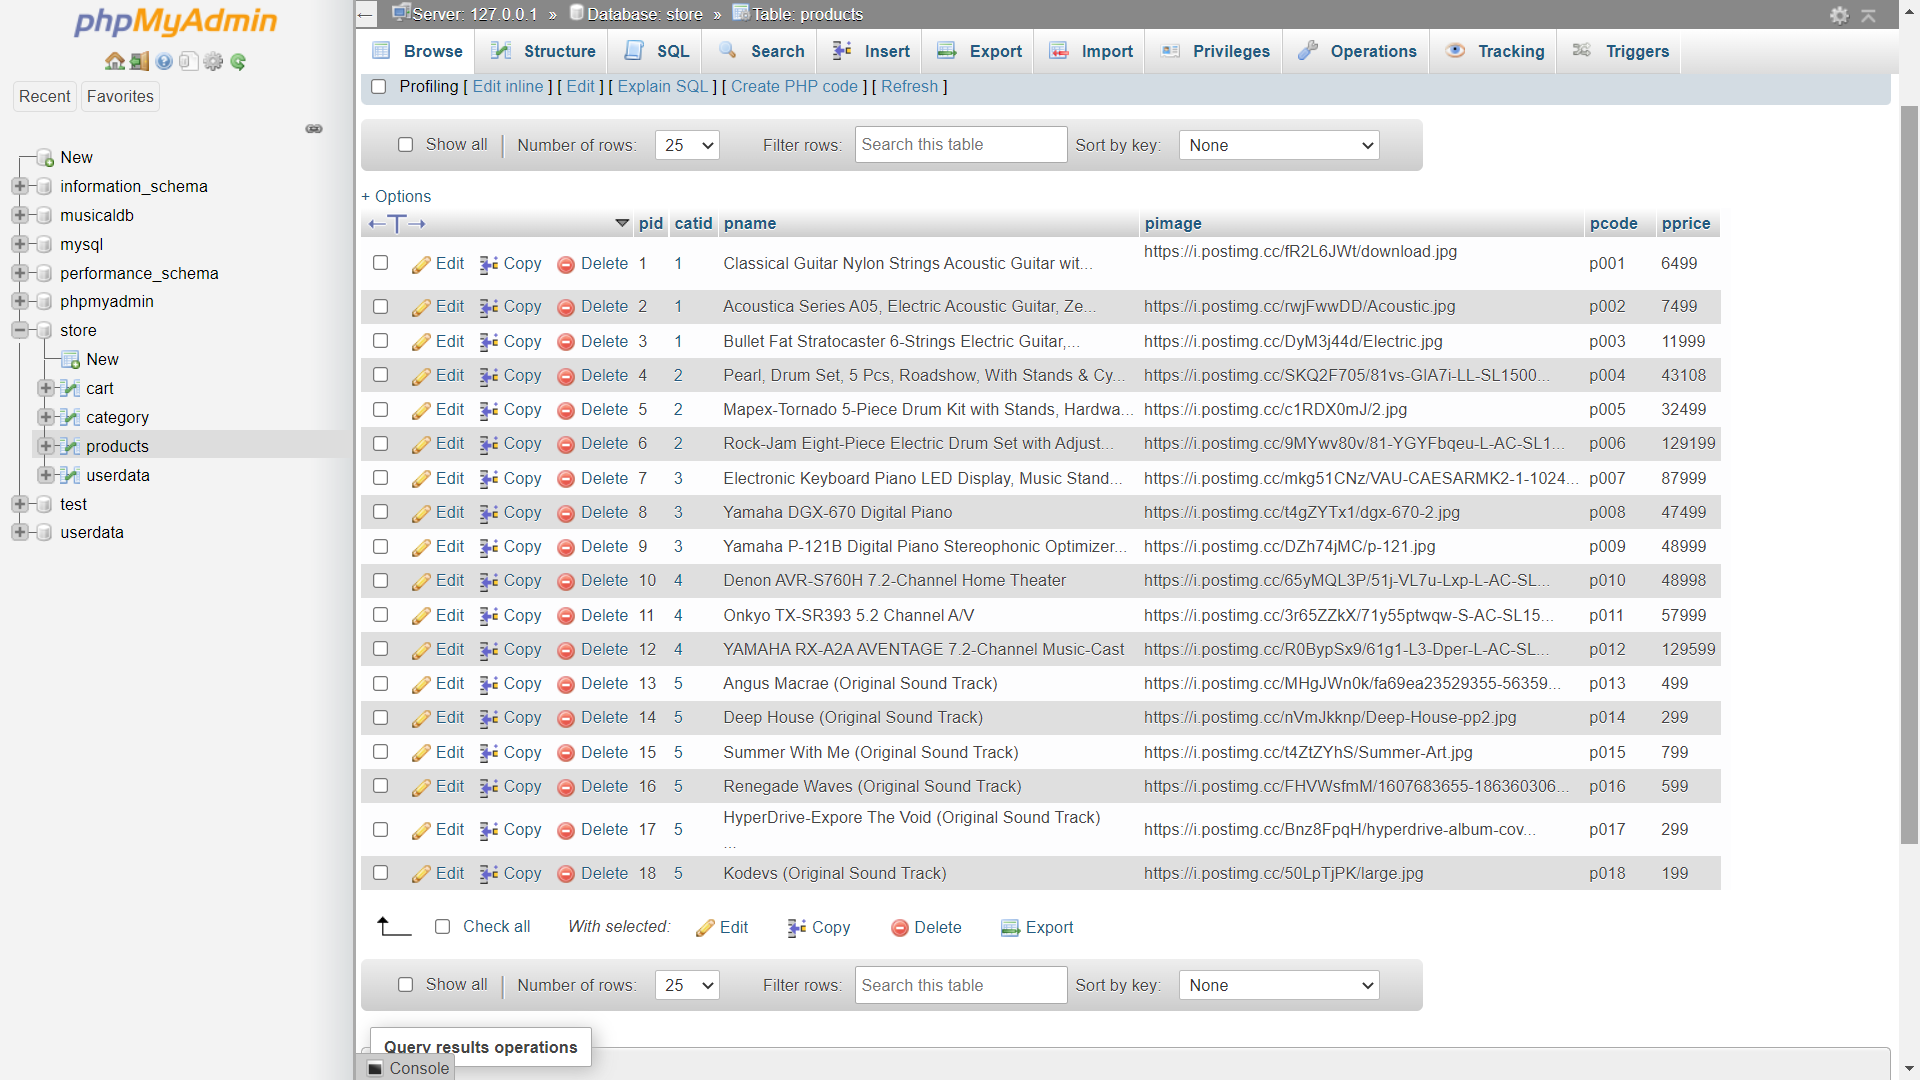 phpMyAdmin
Recent Favorites
New
information_schema
musicaldb
mysql
performance_schema
phpmyadmin
store
New
cart
category
products
userdata
test
userdata
← Server: 127.0.0.1 » Database: store » Table: products
Browse Structure SQL Search Insert Export Import Privileges Operations Tracking Triggers
Profiling [ Edit inline ] [ Edit ] [ Explain SQL ] [ Create PHP code ] [ Refresh ]
Show all Number of rows: 25 Filter rows: Search this table Sort by key: None
+ Options
←T→ pid catid pname pimage pcode pprice
Edit Copy Delete 1 1 Classical Guitar Nylon Strings Acoustic Guitar wit... https://i.postimg.cc/fR2L6JWt/download.jpg p001 6499
Edit Copy Delete 2 1 Acoustica Series A05, Electric Acoustic Guitar, Ze... https://i.postimg.cc/rwjFwwDD/Acoustic.jpg p002 7499
Edit Copy Delete 3 1 Bullet Fat Stratocaster 6-Strings Electric Guitar,... https://i.postimg.cc/DyM3j44d/Electric.jpg p003 11999
Edit Copy Delete 4 2 Pearl, Drum Set, 5 Pcs, Roadshow, With Stands & Cy... https://i.postimg.cc/SKQ2F705/81vs-GlA7i-LL-SL1500... p004 43108
Edit Copy Delete 5 2 Mapex-Tornado 5-Piece Drum Kit with Stands, Hardwa... https://i.postimg.cc/c1RDX0mJ/2.jpg p005 32499
Edit Copy Delete 6 2 Rock-Jam Eight-Piece Electric Drum Set with Adjust... https://i.postimg.cc/9MYwv80v/81-YGYFbqeu-L-AC-SL1... p006 129199
Edit Copy Delete 7 3 Electronic Keyboard Piano LED Display, Music Stand... https://i.postimg.cc/mkg51CNz/VAU-CAESARMK2-1-1024... p007 87999
Edit Copy Delete 8 3 Yamaha DGX-670 Digital Piano https://i.postimg.cc/t4gZYTx1/dgx-670-2.jpg p008 47499
Edit Copy Delete 9 3 Yamaha P-121B Digital Piano Stereophonic Optimizer... https://i.postimg.cc/DZh74jMC/p-121.jpg p009 48999
Edit Copy Delete 10 4 Denon AVR-S760H 7.2-Channel Home Theater https://i.postimg.cc/65yMQL3P/51j-VL7u-Lxp-L-AC-SL... p010 48998
Edit Copy Delete 11 4 Onkyo TX-SR393 5.2 Channel A/V https://i.postimg.cc/3r65ZZkX/71y55ptwqw-S-AC-SL15... p011 57999
Edit Copy Delete 12 4 YAMAHA RX-A2A AVENTAGE 7.2-Channel Music-Cast https://i.postimg.cc/R0BypSx9/61g1-L3-Dper-L-AC-SL... p012 129599
Edit Copy Delete 13 5 Angus Macrae (Original Sound Track) https://i.postimg.cc/MHgJWn0k/fa69ea23529355-56359... p013 499
Edit Copy Delete 14 5 Deep House (Original Sound Track) https://i.postimg.cc/nVmJkknp/Deep-House-pp2.jpg p014 299
Edit Copy Delete 15 5 Summer With Me (Original Sound Track) https://i.postimg.cc/t4ZtZYhS/Summer-Art.jpg p015 799
Edit Copy Delete 16 5 Renegade Waves (Original Sound Track) https://i.postimg.cc/FHVWsfmM/1607683655-186360306... p016 599
Edit Copy Delete 17 5 HyperDrive-Expore The Void (Original Sound Track) ... https://i.postimg.cc/Bnz8FpqH/hyperdrive-album-cov... p017 299
Edit Copy Delete 18 5 Kodevs (Original Sound Track) https://i.postimg.cc/50LpTjPK/large.jpg p018 199
Check all With selected: Edit Copy Delete Export
Show all Number of rows: 25 Filter rows: Search this table Sort by key: None
Query results operations
Console